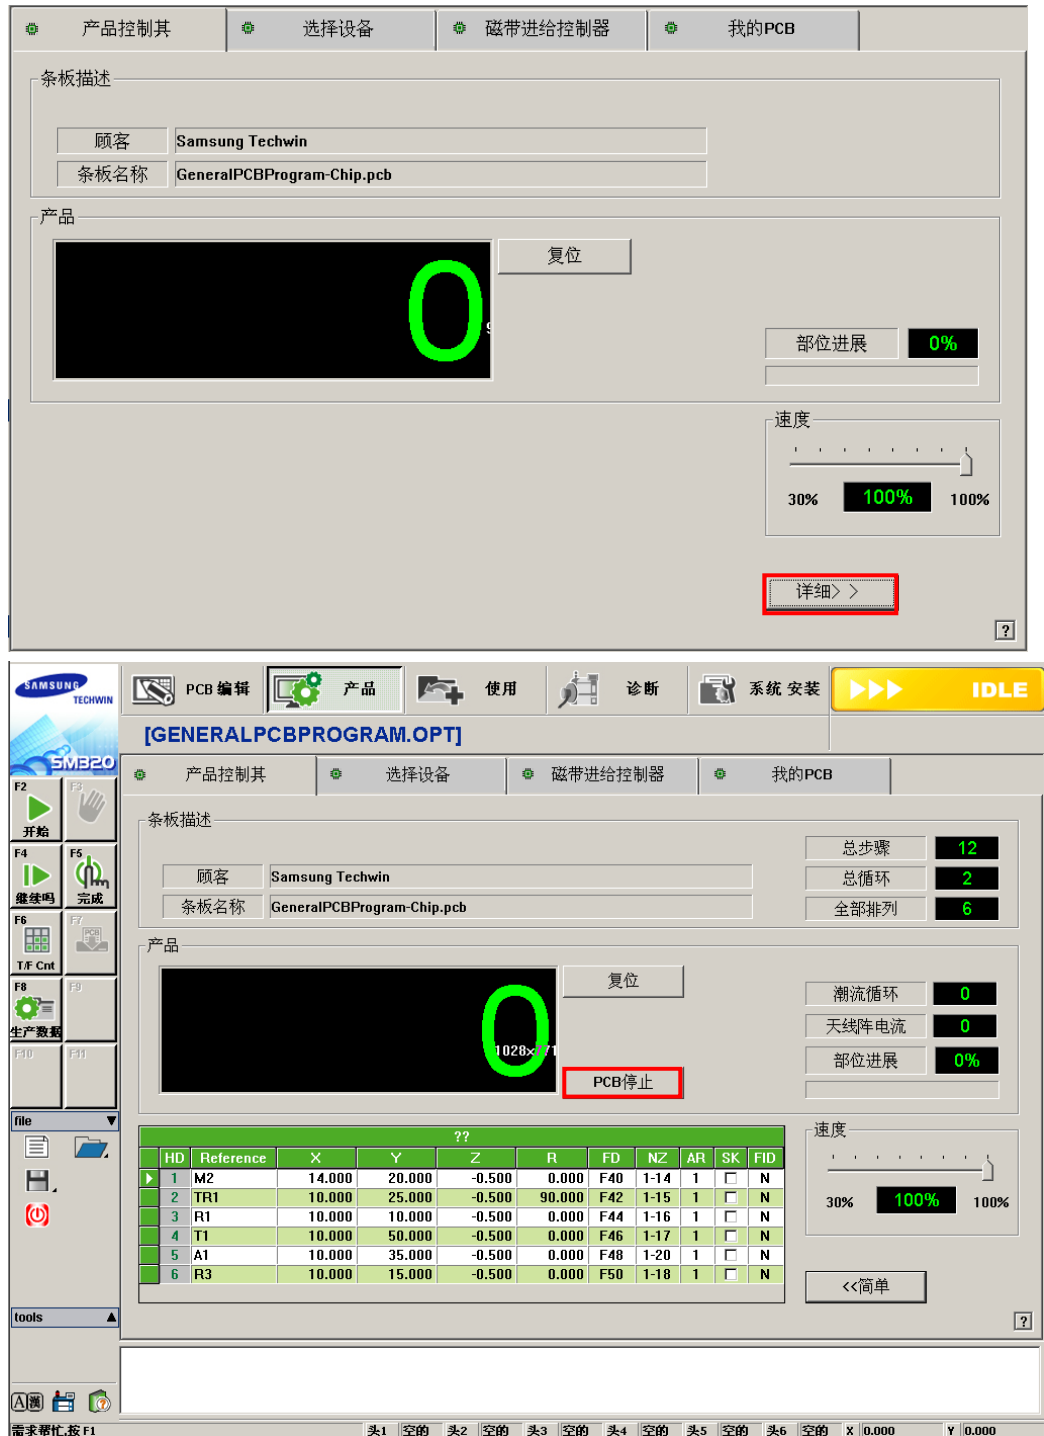 产品控制其 选择设备 磁带进给控制器 我的PCB
条板描述
顾客 Samsung Techwin
条板名称 GeneralPCBProgram-Chip.pcb
产品
0
复位
部位进展 0%
速度
30% 100% 100%
详细> >
?
SAMSUNG TECHWIN
PCB 编辑 产品 使用 诊断 系统 安装 IDLE
[GENERALPCBPROGRAM.OPT]
SM320
产品控制其 选择设备 磁带进给控制器 我的PCB
F2 开始 F3
F4 继续吗 F5 完成
F6 T/F Cnt F7 PCB
F8 生产数据 F9
F10 F11
file
tools
条板描述
顾客 Samsung Techwin
条板名称 GeneralPCBProgram-Chip.pcb
总步骤 12
总循环 2
全部排列 6
产品
0
1028x771
复位
PCB停止
潮流循环 0
天线阵电流 0
部位进展 0%
速度
30% 100% 100%
??
HD Reference X Y Z R FD NZ AR SK FID
1 M2 14.000 20.000 -0.500 0.000 F40 1-14 1 N
2 TR1 10.000 25.000 -0.500 90.000 F42 1-15 1 N
3 R1 10.000 10.000 -0.500 0.000 F44 1-16 1 N
4 T1 10.000 50.000 -0.500 0.000 F46 1-17 1 N
5 A1 10.000 35.000 -0.500 0.000 F48 1-20 1 N
6 R3 10.000 15.000 -0.500 0.000 F50 1-18 1 N
<<简单
?
A漢
需求帮忙,按 F1 头1 空的 头2 空的 头3 空的 头4 空的 头5 空的 头6 空的 X 0.000 Y 0.000